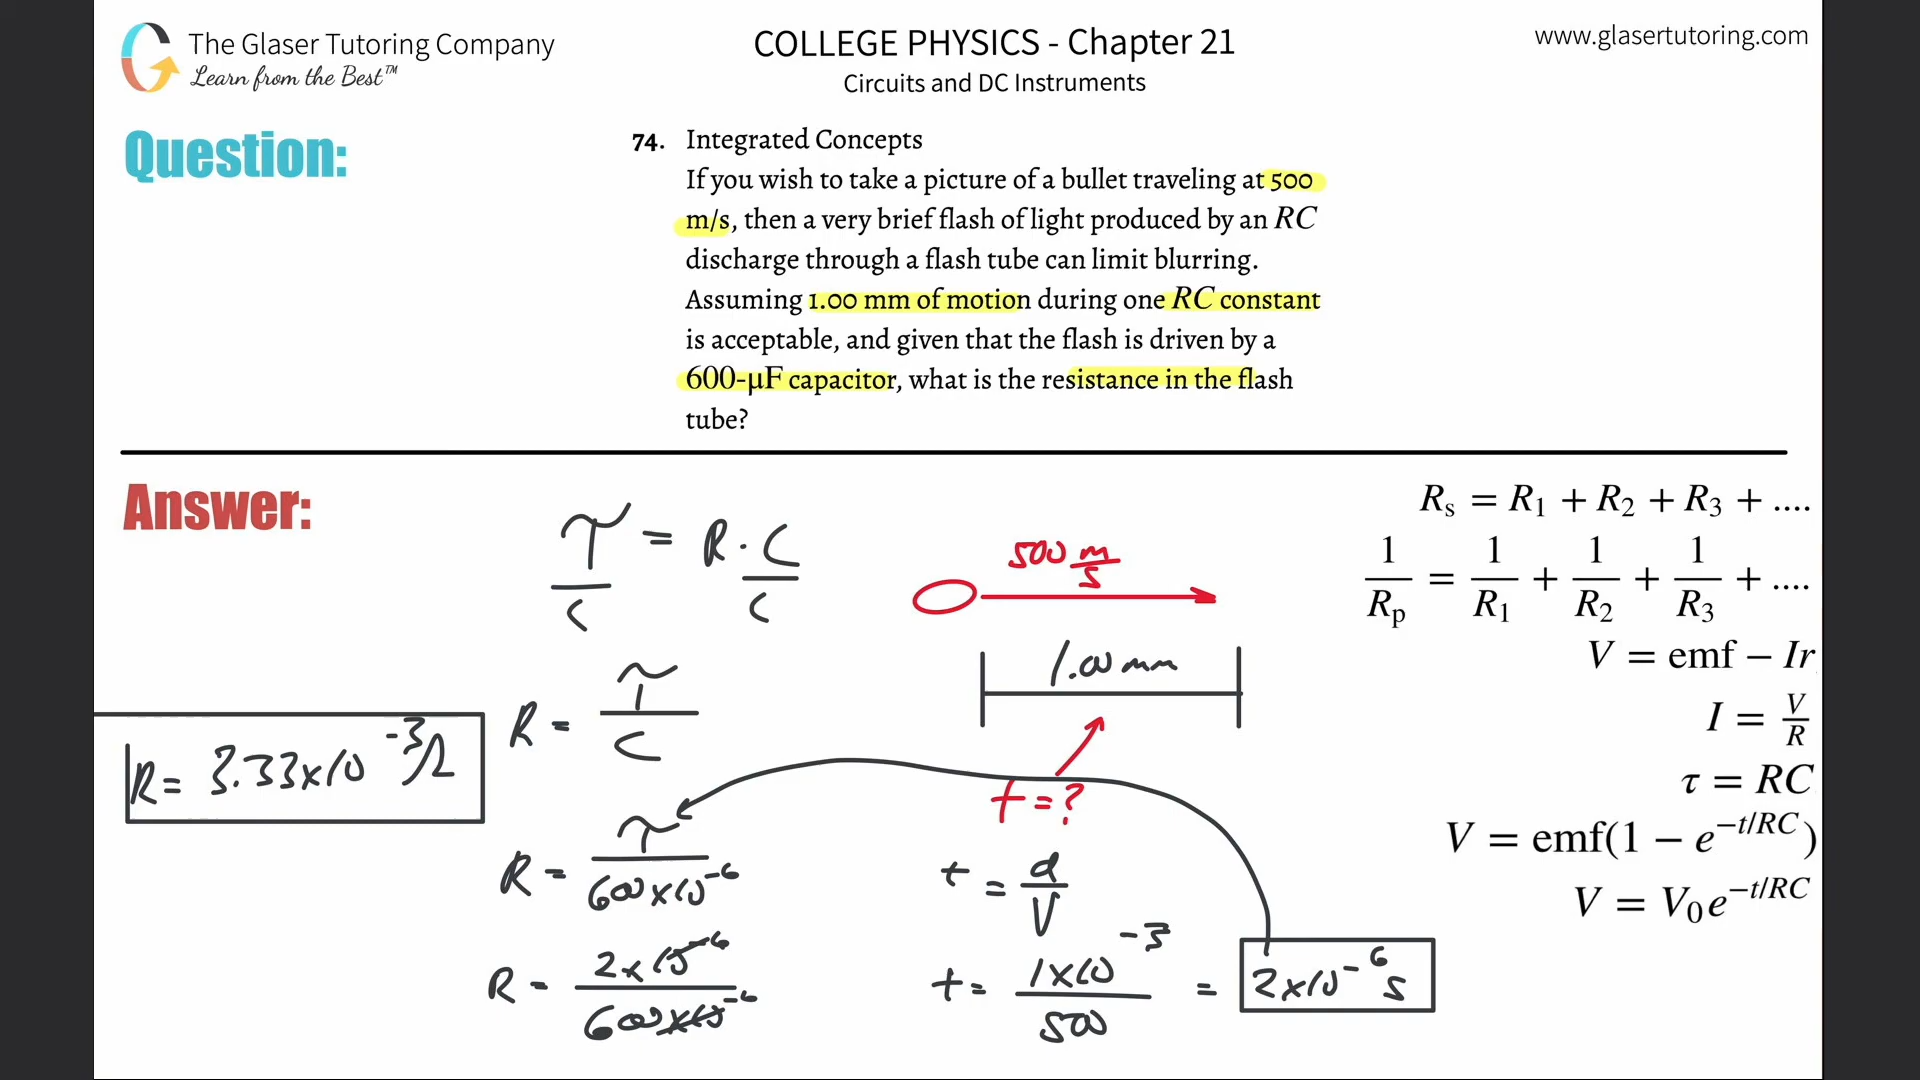 The Glaser Tutoring Company
Learn from the Best™
COLLEGE PHYSICS - Chapter 21
Circuits and DC Instruments
www.glasertutoring.com
Question:
74. Integrated Concepts
If you wish to take a picture of a bullet traveling at 500
m/s, then a very brief flash of light produced by an RC
discharge through a flash tube can limit blurring.
Assuming 1.00 mm of motion during one RC constant
is acceptable, and given that the flash is driven by a
600-μF capacitor, what is the resistance in the flash
tube?
Answer:
τ/C = R·C/C
R = τ/C
R = τ/600x10⁻⁶
R = 2x10⁻⁶/600x10⁻⁶
R = 3.33x10⁻³Ω
500 m/s
1.00 mm
t = ?
t = d/V
t = 1x10⁻³/500 = 2x10⁻⁶ s
Rs = R1 + R2 + R3 + ....
1/Rp = 1/R1 + 1/R2 + 1/R3 + ....
V = emf − Ir
I = V/R
τ = RC
V = emf(1 − e^−t/RC)
V = V0e^−t/RC